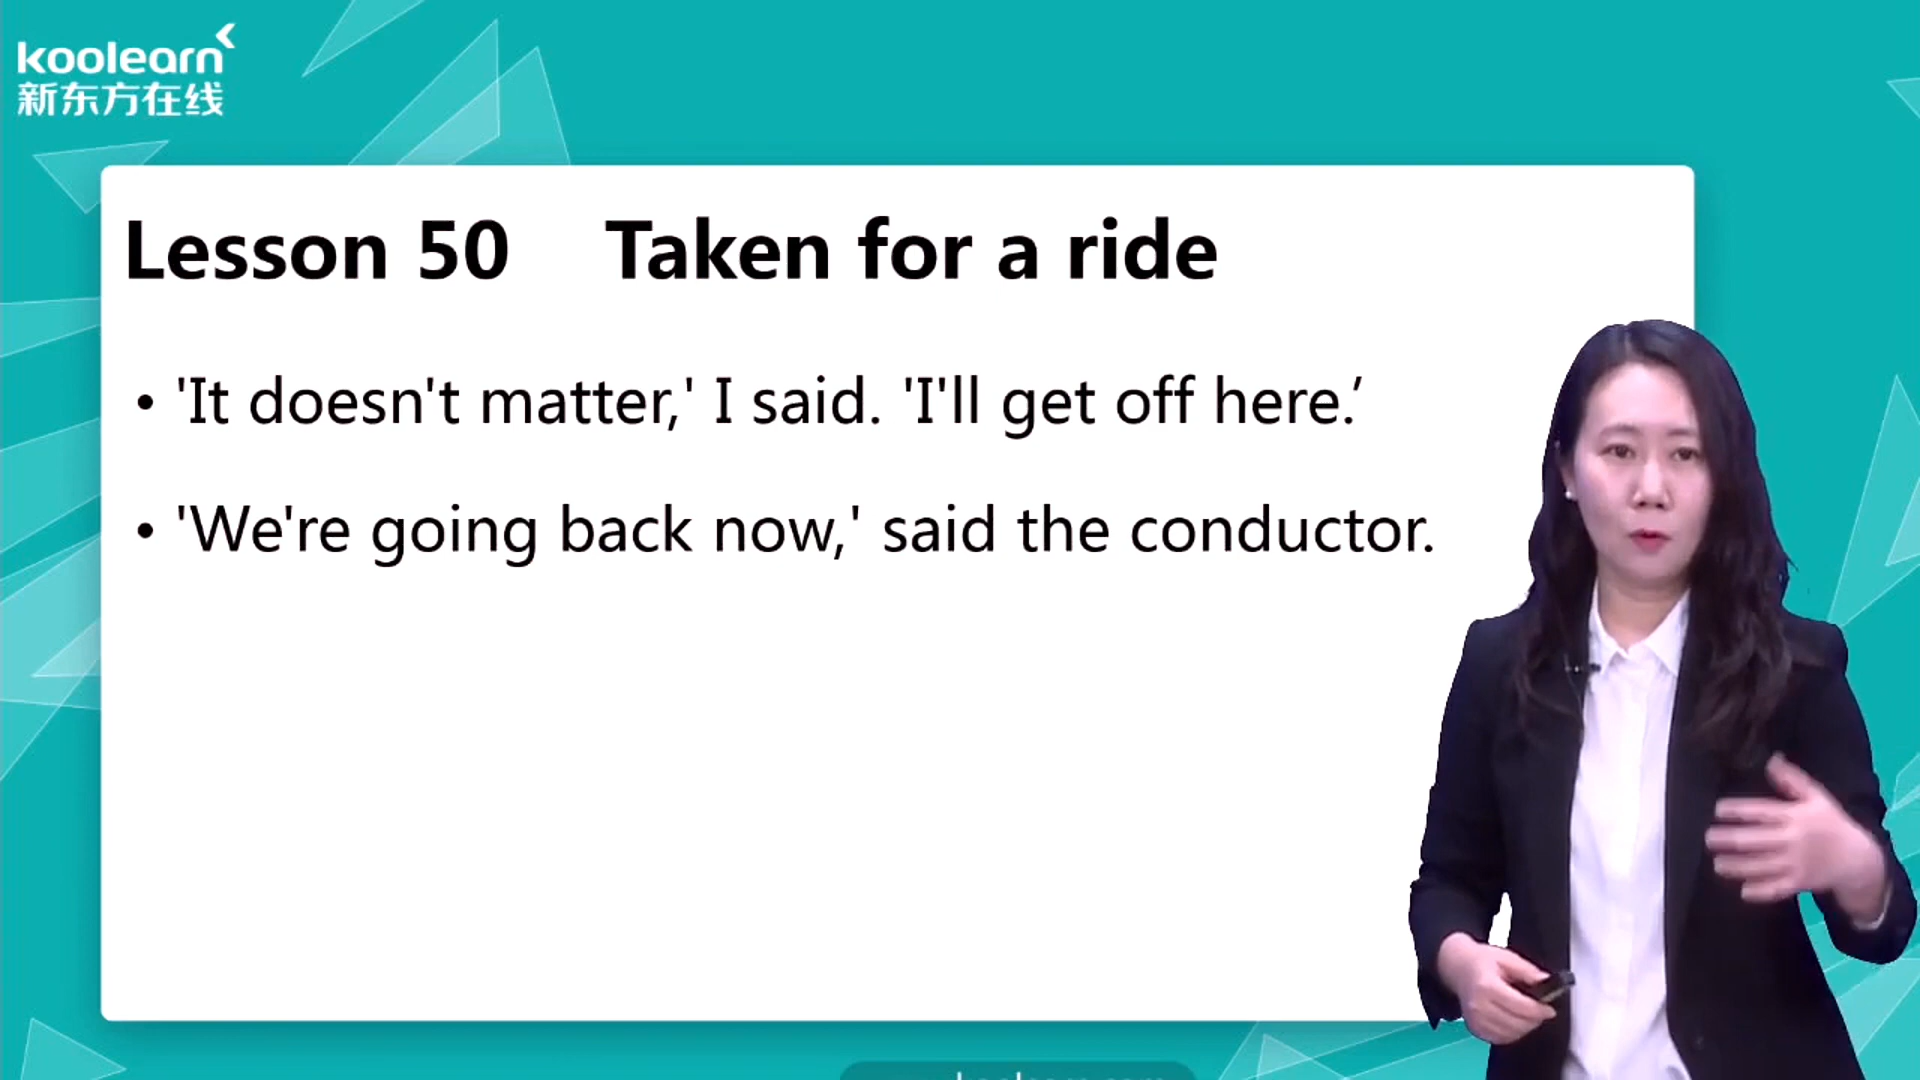 koolearn
新东方在线
Lesson 50 Taken for a ride
• 'It doesn't matter,' I said. 'I'll get off here.’
• 'We're going back now,' said the conductor.